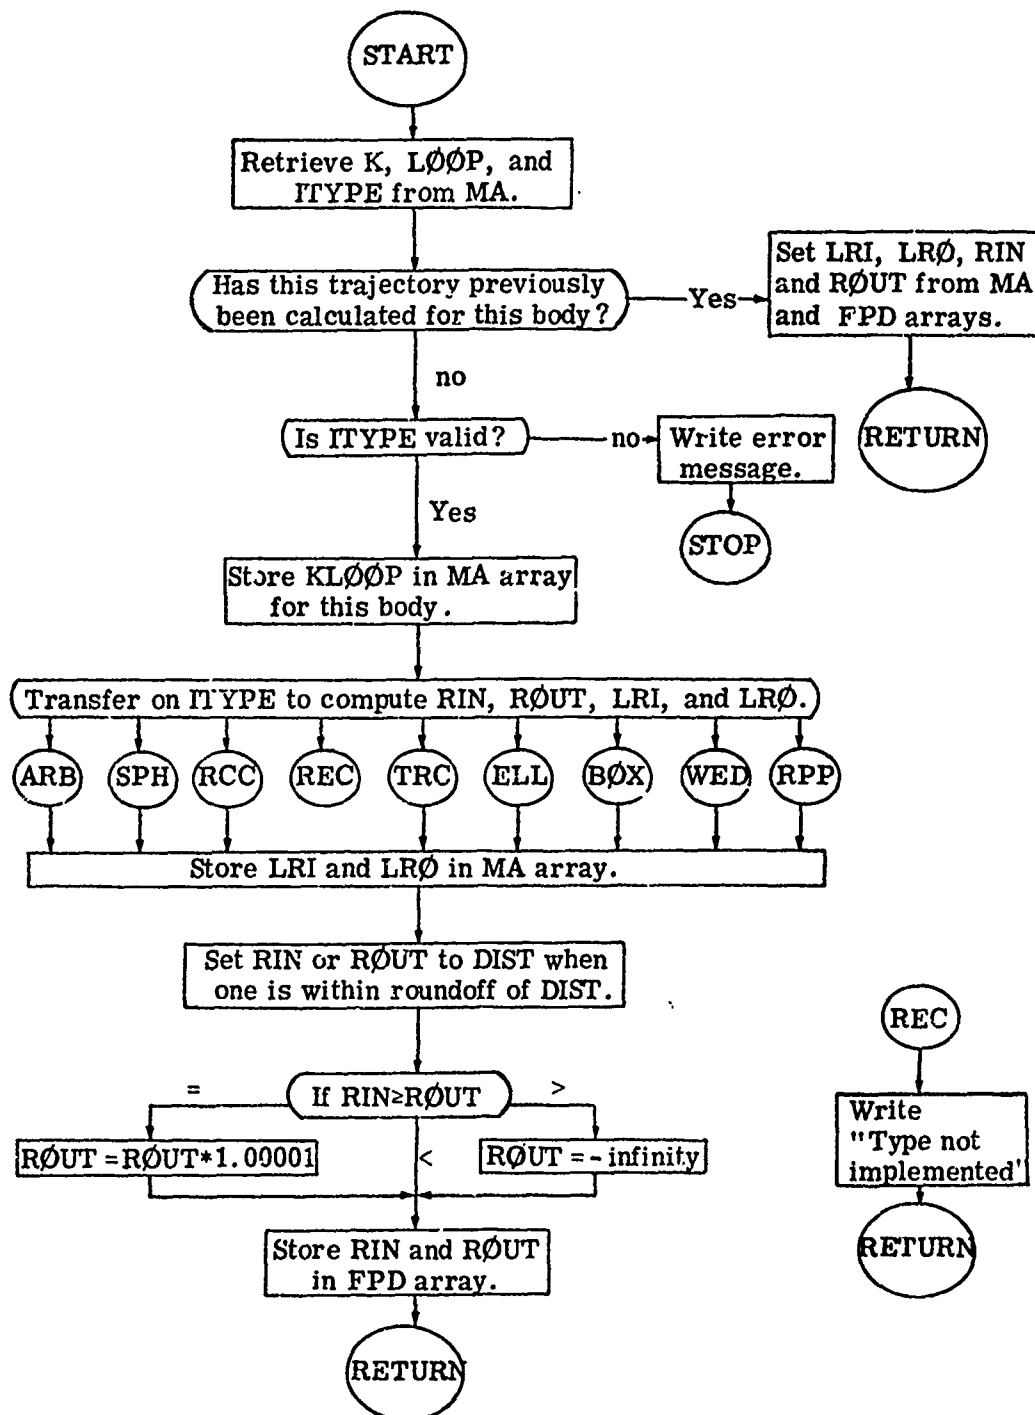 START
Retrieve K, LØØP, and
ITYPE from MA.
Has this trajectory previously
been calculated for this body?
Yes
Set LRI, LRØ, RIN
and RØUT from MA
and FPD arrays.
RETURN
no
Is ITYPE valid?
no
Write error
message.
STOP
Yes
Store KLØØP in MA array
for this body.
Transfer on ITYPE to compute RIN, RØUT, LRI, and LRØ.
ARB SPH RCC REC TRC ELL BØX WED RPP
Store LRI and LRØ in MA array.
Set RIN or RØUT to DIST when
one is within roundoff of DIST.
= If RIN≥RØUT >
RØUT=RØUT*1.00001 < RØUT=-infinity
Store RIN and RØUT
in FPD array.
RETURN
REC
Write
"Type not
implemented'
RETURN